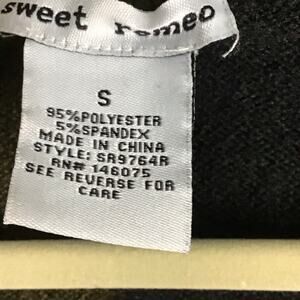 sweet romeo
S
95%POLYESTER
5%SPANDEX
MADE IN CHINA
STYLE: SR9764R
RN# 146075
SEE REVERSE FOR
CARE